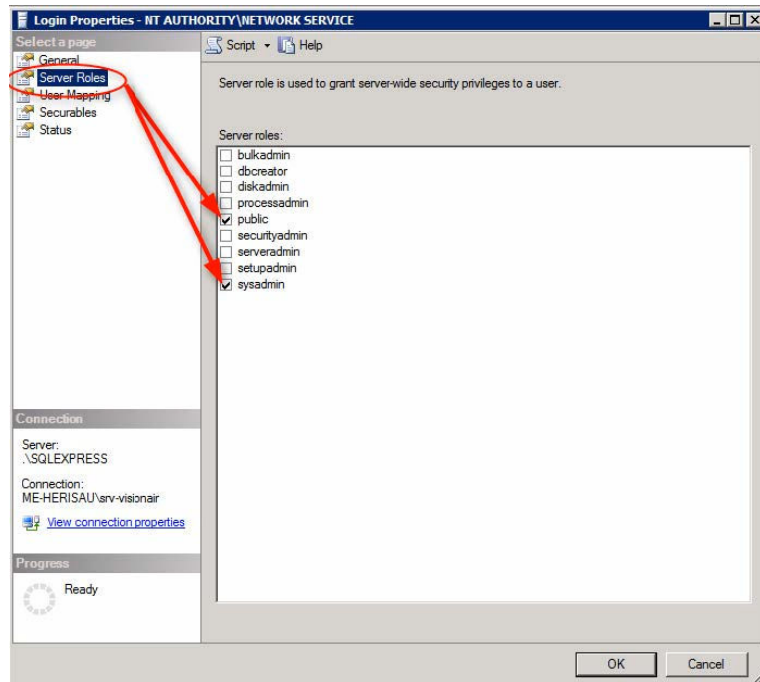 Login Properties - NT AUTHORITY\NETWORK SERVICE
Select a page
General
Server Roles
User Mapping
Securables
Status
Script
Help
Server role is used to grant server-wide security privileges to a user.
Server roles:
bulkadmin
dbcreator
diskadmin
processadmin
public
securityadmin
serveradmin
setupadmin
sysadmin
Connection
Server:
.\SQLEXPRESS
Connection:
ME-HERISAU\srv-visionair
View connection properties
Progress
Ready
OK
Cancel